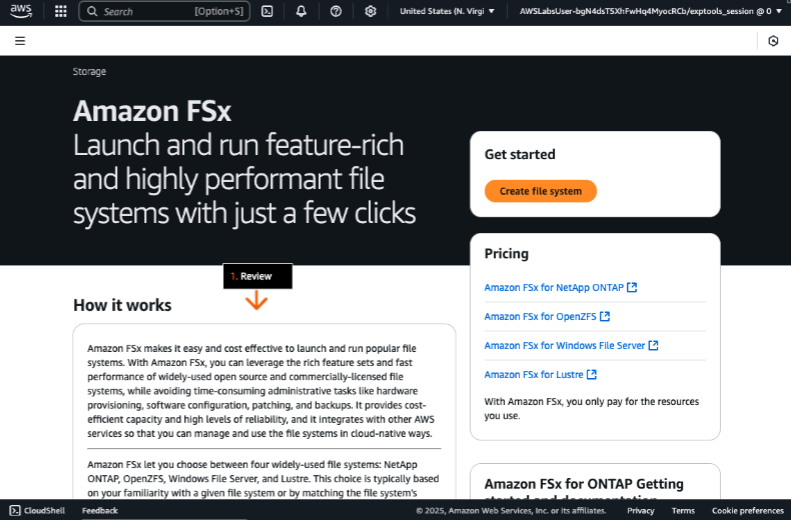 aws
Search [Option+S]
United States (N. Virgi
AWSLabsUser-bgN4dsTSXhFwHq4MyocRCb/exptools_session @ 0
Storage
Amazon FSx
Launch and run feature-rich
and highly performant file
systems with just a few clicks
Get started
Create file system
Pricing
Amazon FSx for NetApp ONTAP
Amazon FSx for OpenZFS
Amazon FSx for Windows File Server
Amazon FSx for Lustre
With Amazon FSx, you only pay for the resources
you use.
1. Review
How it works
Amazon FSx makes it easy and cost effective to launch and run popular file
systems. With Amazon FSx, you can leverage the rich feature sets and fast
performance of widely-used open source and commercially-licensed file
systems, while avoiding time-consuming administrative tasks like hardware
provisioning, software configuration, patching, and backups. It provides cost-
efficient capacity and high levels of reliability, and it integrates with other AWS
services so that you can manage and use the file systems in cloud-native ways.
Amazon FSx let you choose between four widely-used file systems: NetApp
ONTAP, OpenZFS, Windows File Server, and Lustre. This choice is typically based
on your familiarity with a given file system or by matching the file system's
Amazon FSx for ONTAP Getting
started and documentation
CloudShell Feedback
© 2025, Amazon Web Services, Inc. or its affiliates. Privacy Terms Cookie preferences